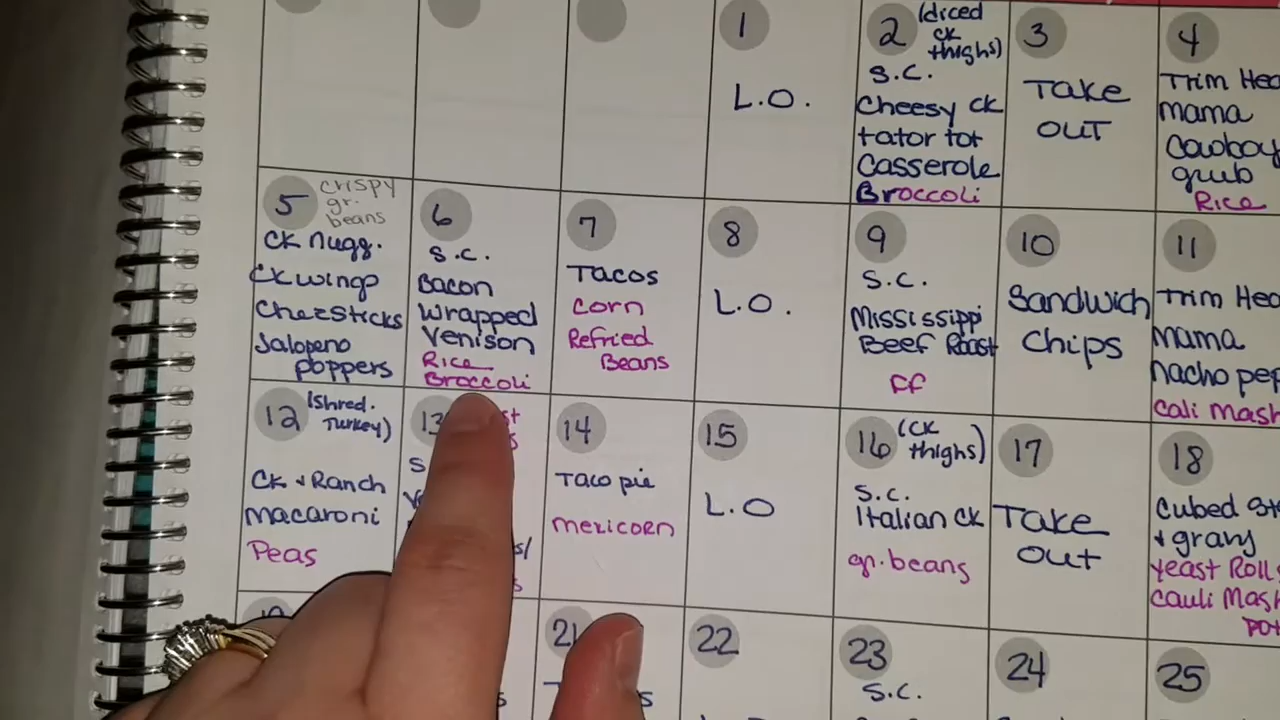 1
L.O.
2 (diced
ck
thighs)
S.C.
Cheesy ck
tator tot
Casserole
Broccoli
3
Take
out
4
Trim Hea
mama
Cowboy
grub
Rice
5 crispy
gr.
beans
Ck nugg.
Ck wings
Chezsticks
Jalopeno
poppers
6
S.C.
Bacon
Wrapped
Venison
Rice
Broccoli
7
Tacos
Corn
Refried
Beans
8
L.O.
9
S.C.
Mississippi
Beef Roast
FF
10
Sandwich
Chips
11
Trim Hea
mama
nacho pep
Cali Mash
12 (Shred.
Turkey)
Ck + Ranch
macaroni
Peas
13
14
Taco pie
mexicorn
15
L.O
16 (CK
thighs)
S.C.
Italian CK
gr. beans
17
Take
out
18
Cubed St
+ gravy
yeast Roll
Cauli Mash
pot
21
22
23
S.C.
24
25